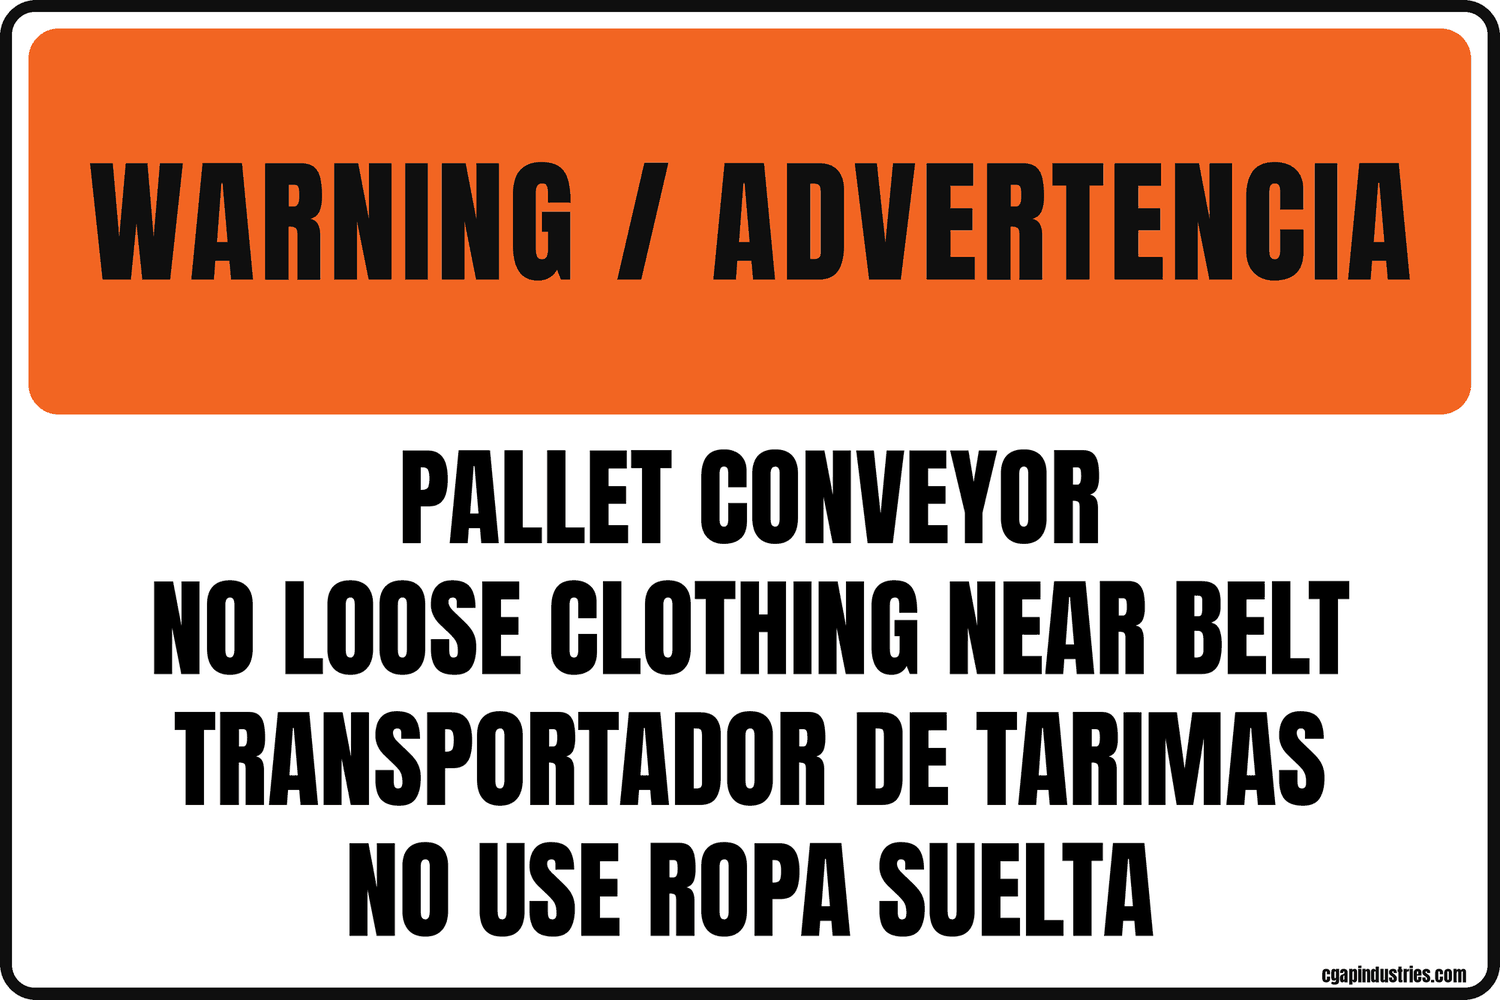 WARNING / ADVERTENCIA
PALLET CONVEYOR
NO LOOSE CLOTHING NEAR BELT
TRANSPORTADOR DE TARIMAS
NO USE ROPA SUELTA
cgapindustries.com